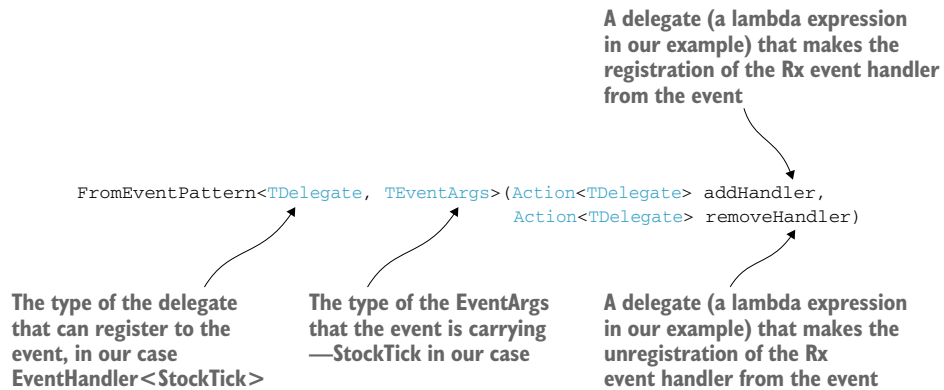 A delegate (a lambda expression
in our example) that makes the
registration of the Rx event handler
from the event
FromEventPattern<TDelegate, TEventArgs>(Action<TDelegate> addHandler,
Action<TDelegate> removeHandler)
The type of the delegate
that can register to the
event, in our case
EventHandler<StockTick>
The type of the EventArgs
that the event is carrying
—StockTick in our case
A delegate (a lambda expression
in our example) that makes the
unregistration of the Rx
event handler from the event